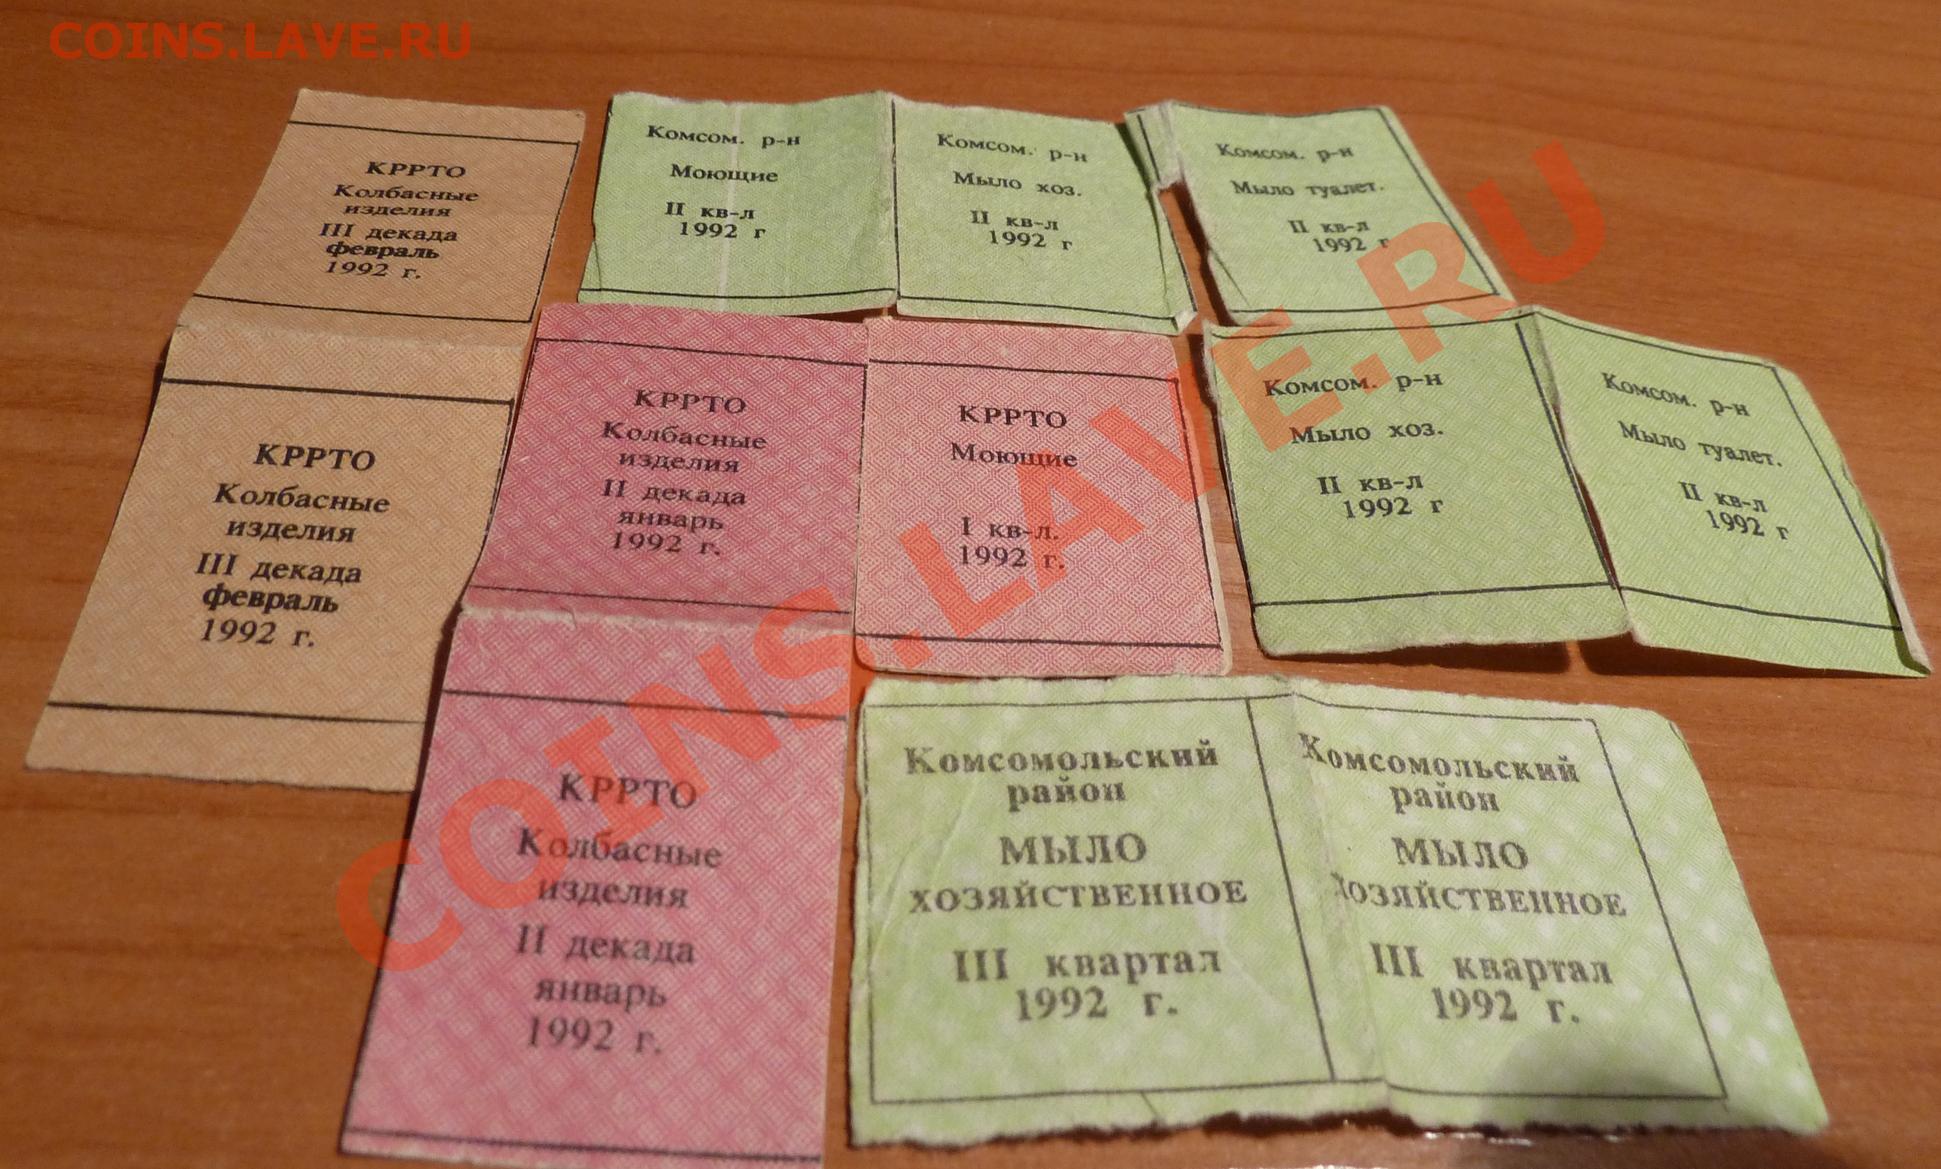 COINS.LAVE.RU
КРРТО
Колбасные
изделия
III декада
февраль
1992 г.
Комсом. р-н
Моющие
II кв-л
1992 г
Комсом. р-н
Мыло хоз.
II кв-л
1992 г
Комсом. р-н
Мыло туалет.
II кв-л
1992 г
КРРТО
Колбасные
изделия
III декада
февраль
1992 г.
КРРТО
Колбасные
изделия
II декада
январь
1992 г.
КРРТО
Моющие
I кв-л.
1992 г.
Комсом. р-н
Мыло хоз.
II кв-л
1992 г
Комсом. р-н
Мыло туалет.
II кв-л
1992 г
КРРТО
Колбасные
изделия
II декада
январь
1992 г.
Комсомольский
район
МЫЛО
ХОЗЯЙСТВЕННОЕ
III квартал
1992 г.
Комсомольский
район
МЫЛО
ХОЗЯЙСТВЕННОЕ
III квартал
1992 г.
COINS.LAVE.RU